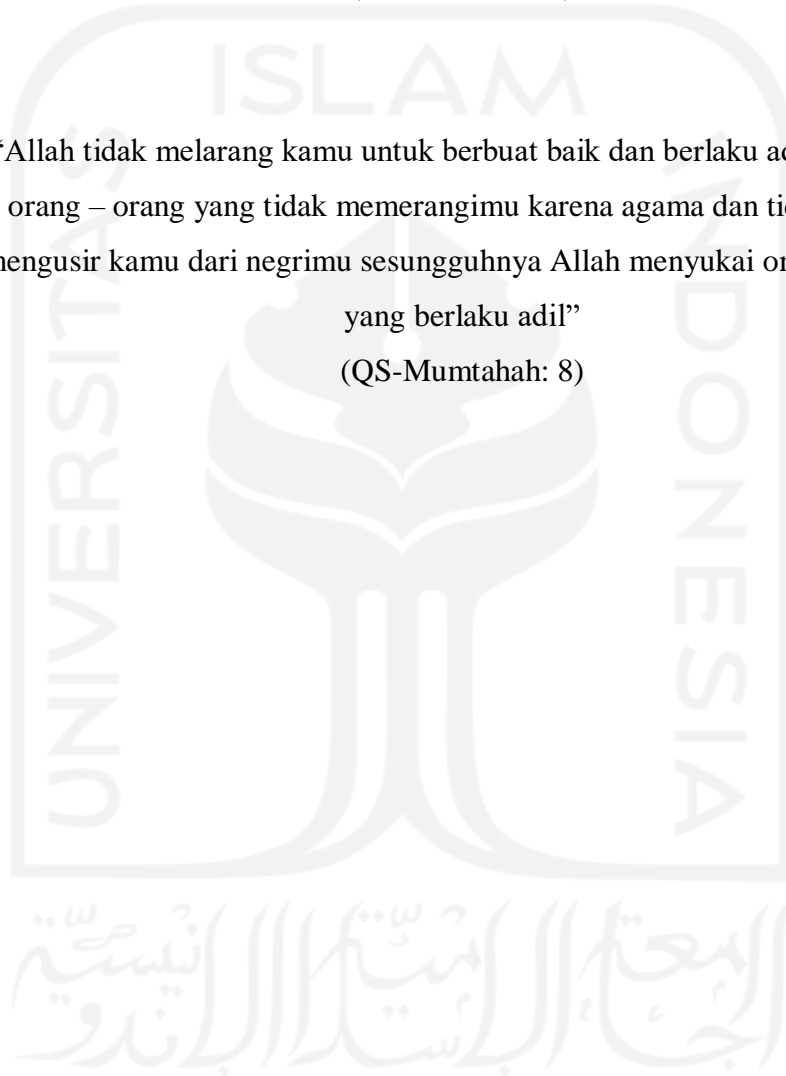 ISLAM
“Allah tidak melarang kamu untuk berbuat baik dan berlaku
orang – orang yang tidak memerangimu karena agama dan
mengusir kamu dari negrimu sesungguhnya Allah menyukai
yang berlaku adil”
(QS-Mumtahah: 8)
UNIVERSITAS
INDONESIA